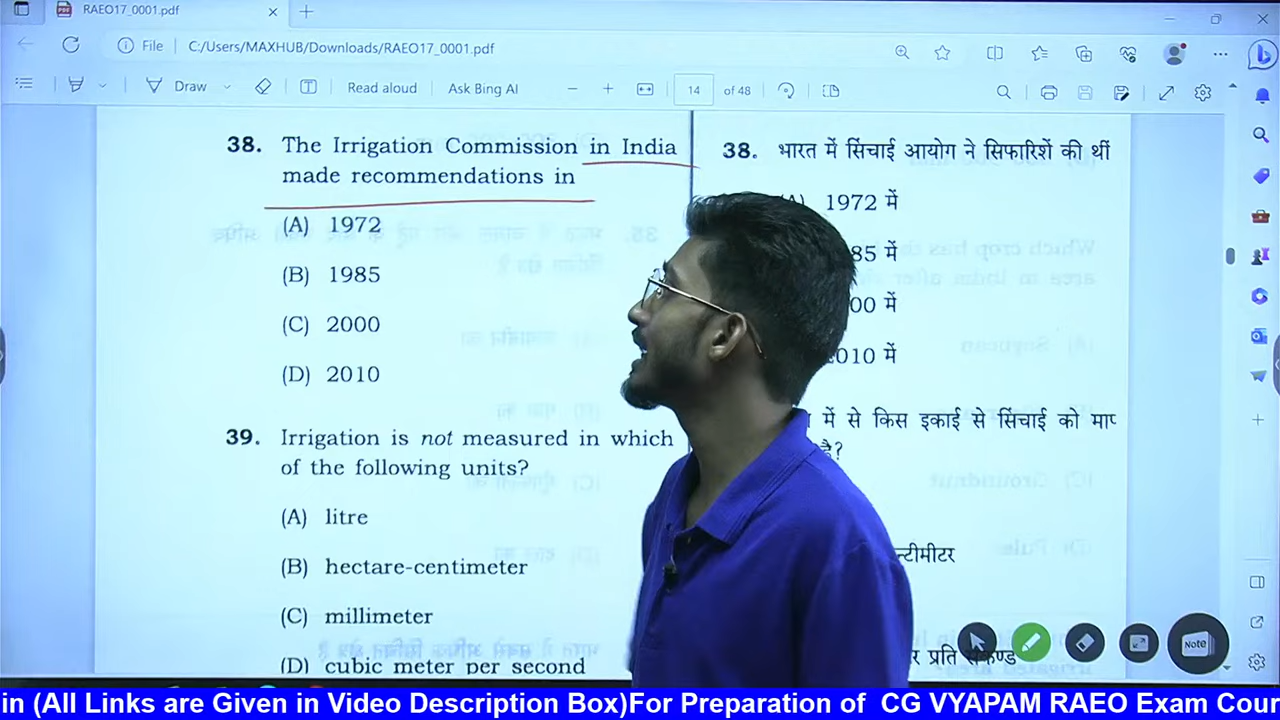 RAEO17_0001.pdf
File
C:/Users/MAXHUB/Downloads/RAEO17_0001.pdf
Draw
Read aloud
Ask Bing AI
14
of 48
38. The Irrigation Commission in India
made recommendations in
(A) 1972
(B) 1985
(C) 2000
(D) 2010
39. Irrigation is not measured in which
of the following units?
(A) litre
(B) hectare-centimeter
(C) millimeter
(D) cubic meter per second
38. भारत में सिंचाई आयोग ने सिफारिशें की थीं
1972 में
85 में
00 में
2010 में
में से किस इकाई से सिंचाई को माप
है?
न्टीमीटर
र प्रति सेकण्ड
Note
in (All Links are Given in Video Description Box)For Preparation of CG VYAPAM RAEO Exam Cour